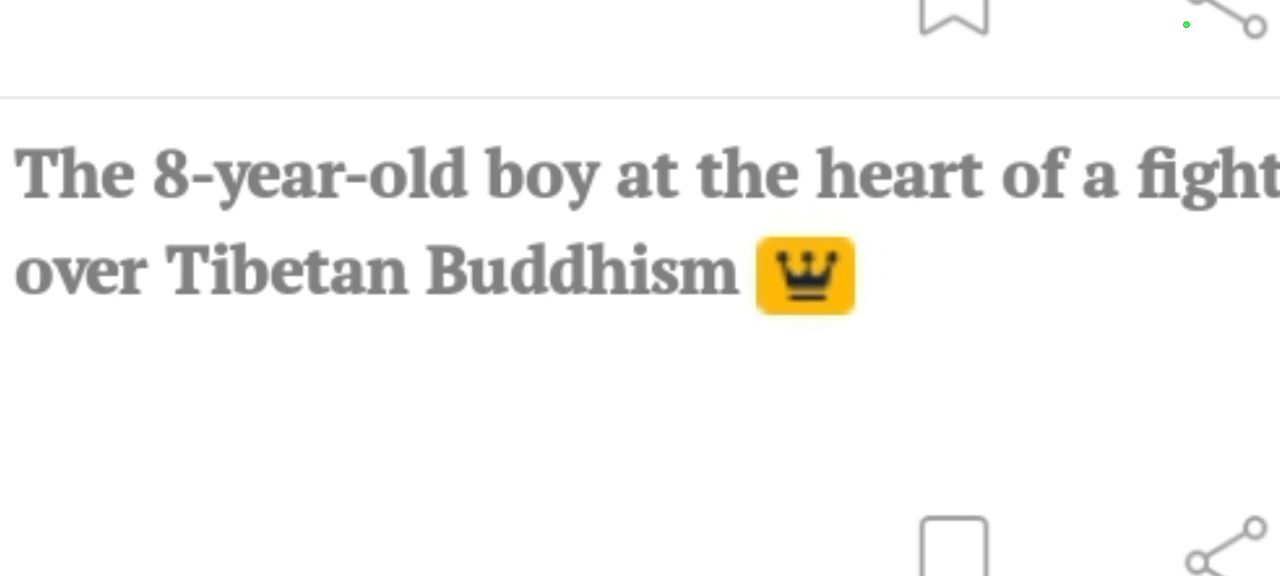 The 8-year-old boy at the heart of a fight
over Tibetan Buddhism